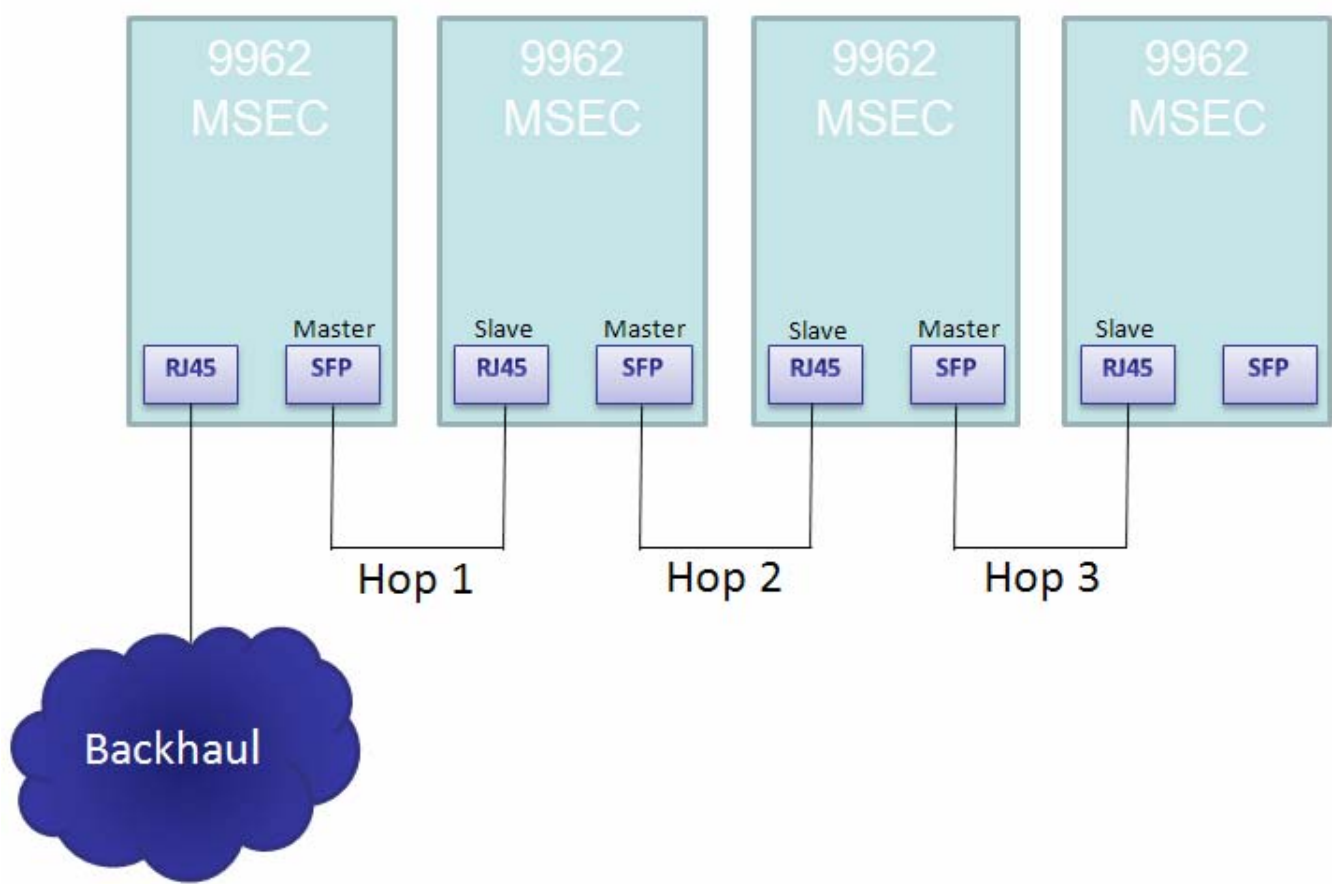 9962
MSEC
9962
MSEC
9962
MSEC
9962
MSEC
Master
Slave
Master
Slave
Master
Slave
RJ45
SFP
RJ45
SFP
RJ45
SFP
RJ45
SFP
Hop 1
Hop 2
Hop 3
Backhaul